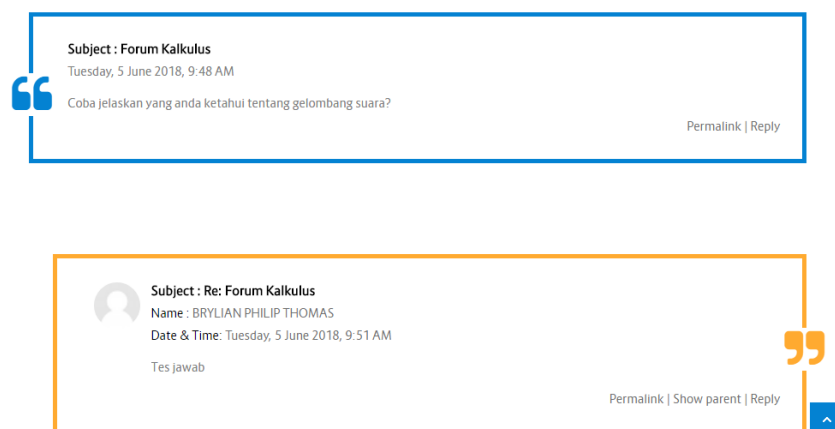 Subject : Forum Kalkulus
Tuesday, 5 June 2018, 9:48 AM
Coba jelaskan yang anda ketahui tentang gelombang suara?
Permalink | Reply
Subject : Re: Forum Kalkulus
Name : BRYLIAN PHILIP THOMAS
Date & Time: Tuesday, 5 June 2018, 9:51 AM
Tes jawab
Permalink | Show parent | Reply